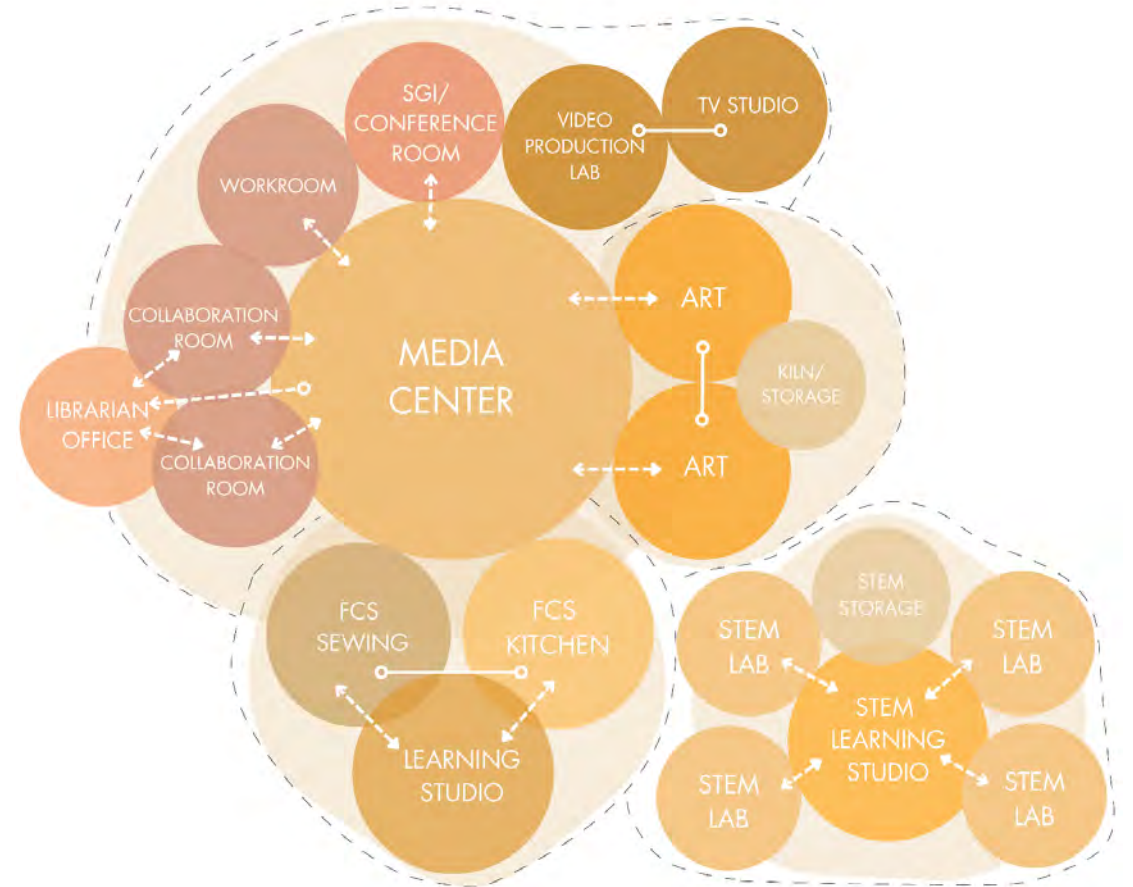 SGI/
CONFERENCE
ROOM
VIDEO
PRODUCTION
LAB
TV STUDIO
WORKROOM
COLLABORATION
ROOM
LIBRARIAN
OFFICE
COLLABORATION
ROOM
MEDIA
CENTER
ART
KILN/
STORAGE
ART
FCS
SEWING
FCS
KITCHEN
LEARNING
STUDIO
STEM
STORAGE
STEM
LAB
STEM
LAB
STEM
LEARNING
STUDIO
STEM
LAB
STEM
LAB